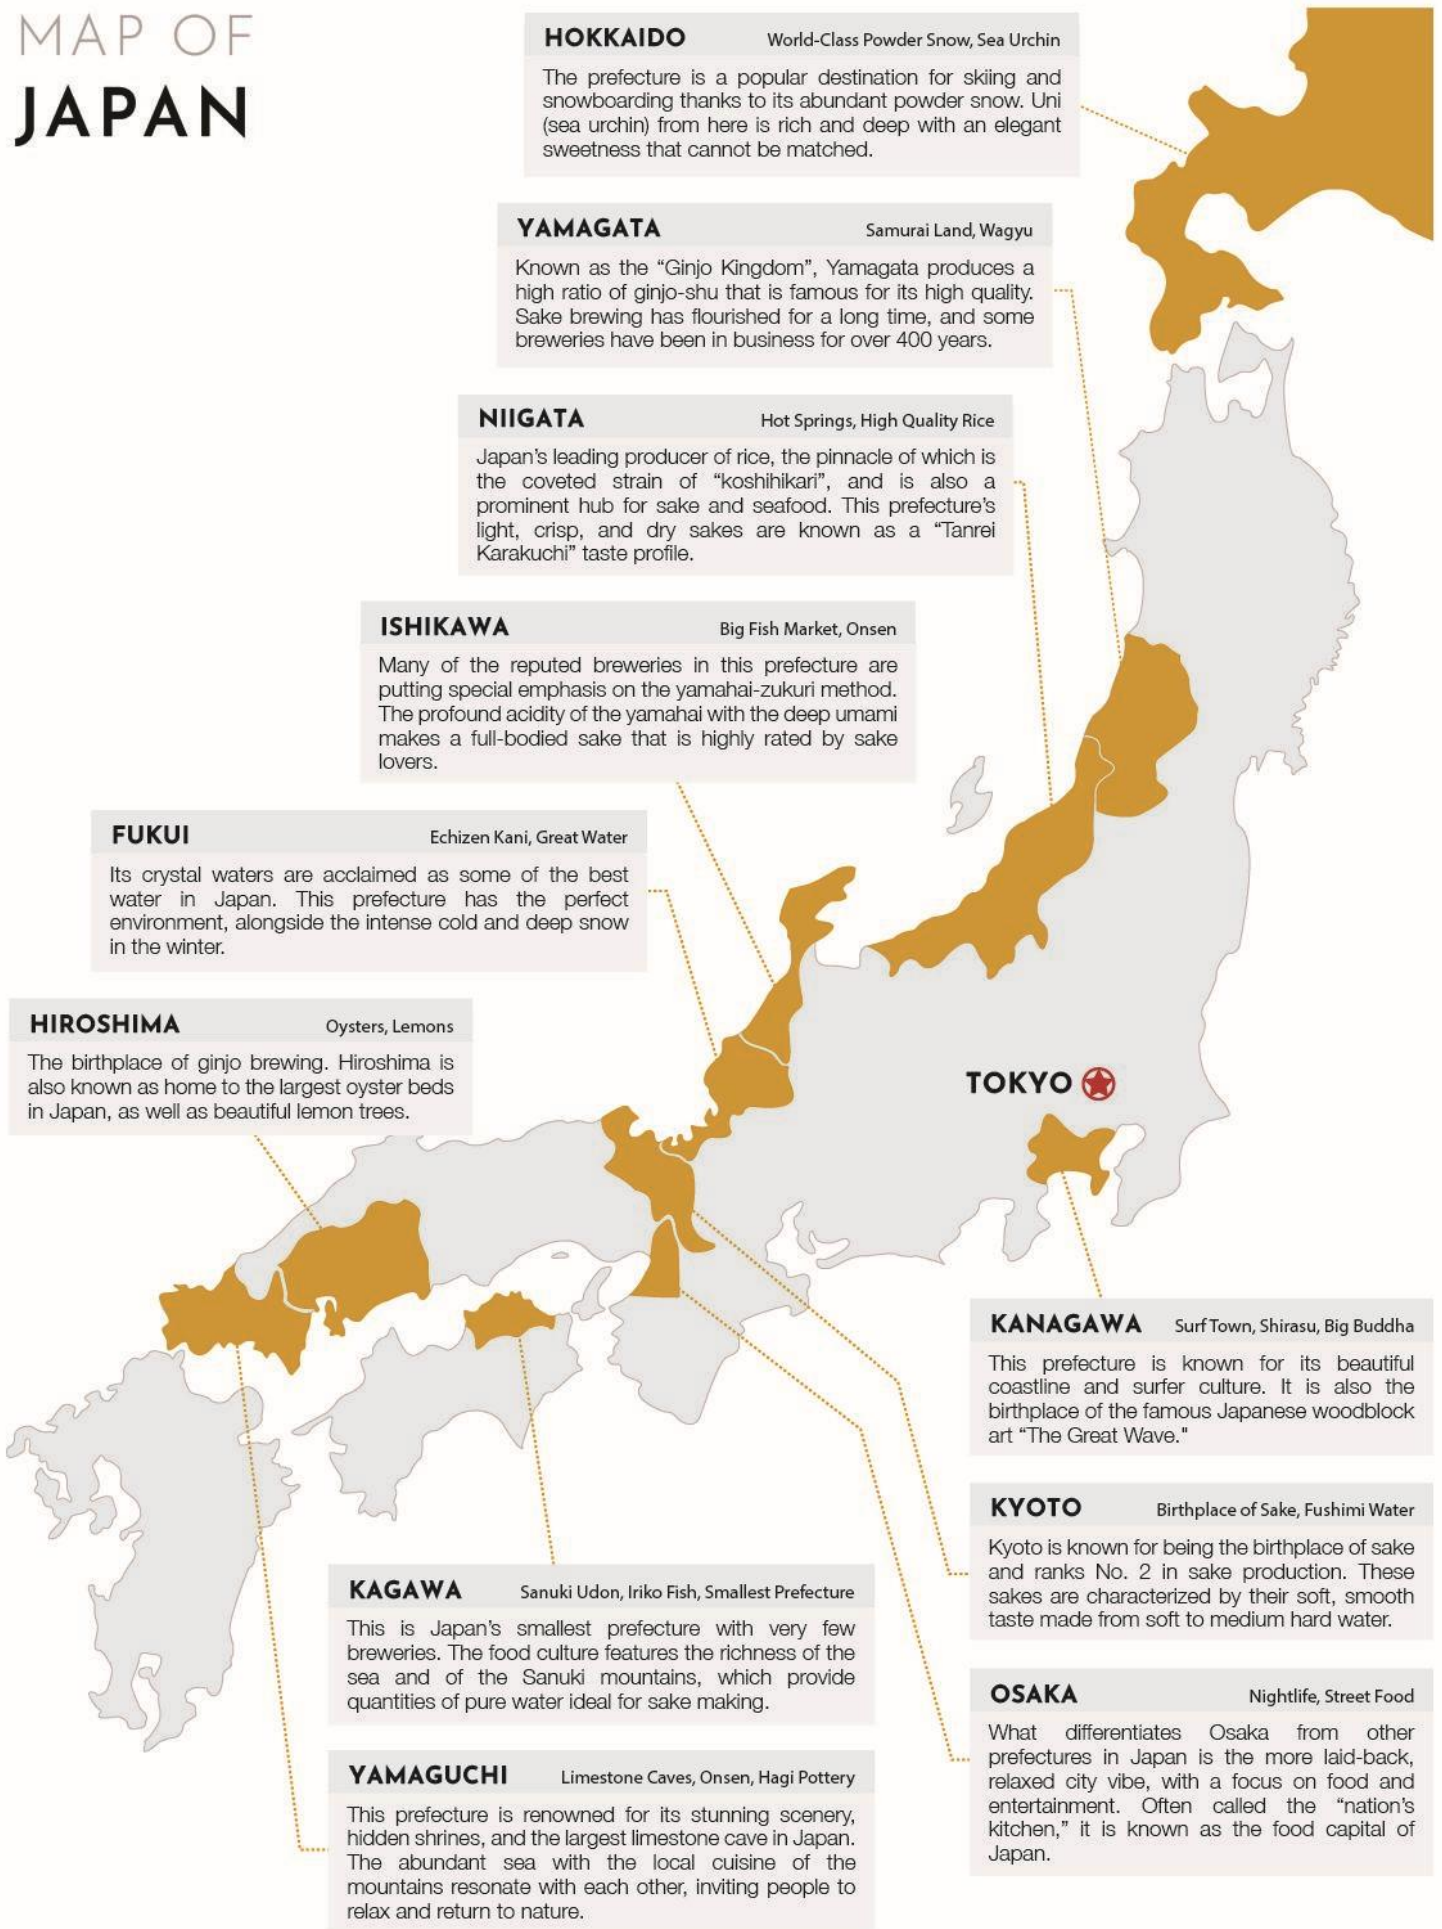 MAP OF
JAPAN
HOKKAIDO World-Class Powder Snow, Sea Urchin
The prefecture is a popular destination for skiing and
snowboarding thanks to its abundant powder snow. Uni
(sea urchin) from here is rich and deep with an elegant
sweetness that cannot be matched.
YAMAGATA Samurai Land, Wagyu
Known as the “Ginjo Kingdom”, Yamagata produces a
high ratio of ginjo-shu that is famous for its high quality.
Sake brewing has flourished for a long time, and some
breweries have been in business for over 400 years.
NIIGATA Hot Springs, High Quality Rice
Japan’s leading producer of rice, the pinnacle of which is
the coveted strain of “koshihikari”, and is also a
prominent hub for sake and seafood. This prefecture’s
light, crisp, and dry sakes are known as a “Tanrei
Karakuchi” taste profile.
ISHIKAWA Big Fish Market, Onsen
Many of the reputed breweries in this prefecture are
putting special emphasis on the yamahai-zukuri method.
The profound acidity of the yamahai with the deep umami
makes a full-bodied sake that is highly rated by sake
lovers.
FUKUI Echizen Kani, Great Water
Its crystal waters are acclaimed as some of the best
water in Japan. This prefecture has the perfect
environment, alongside the intense cold and deep snow
in the winter.
HIROSHIMA Oysters, Lemons
The birthplace of ginjo brewing. Hiroshima is
also known as home to the largest oyster beds
in Japan, as well as beautiful lemon trees.
TOKYO
KANAGAWA Surf Town, Shirasu, Big Buddha
This prefecture is known for its beautiful
coastline and surfer culture. It is also the
birthplace of the famous Japanese woodblock
art “The Great Wave."
KYOTO Birthplace of Sake, Fushimi Water
Kyoto is known for being the birthplace of sake
and ranks No. 2 in sake production. These
sakes are characterized by their soft, smooth
taste made from soft to medium hard water.
KAGAWA Sanuki Udon, Iriko Fish, Smallest Prefecture
This is Japan’s smallest prefecture with very few
breweries. The food culture features the richness of the
sea and of the Sanuki mountains, which provide
quantities of pure water ideal for sake making.
OSAKA Nightlife, Street Food
What differentiates Osaka from other
prefectures in Japan is the more laid-back,
relaxed city vibe, with a focus on food and
entertainment. Often called the “nation’s
kitchen,” it is known as the food capital of
Japan.
YAMAGUCHI Limestone Caves, Onsen, Hagi Pottery
This prefecture is renowned for its stunning scenery,
hidden shrines, and the largest limestone cave in Japan.
The abundant sea with the local cuisine of the
mountains resonate with each other, inviting people to
relax and return to nature.